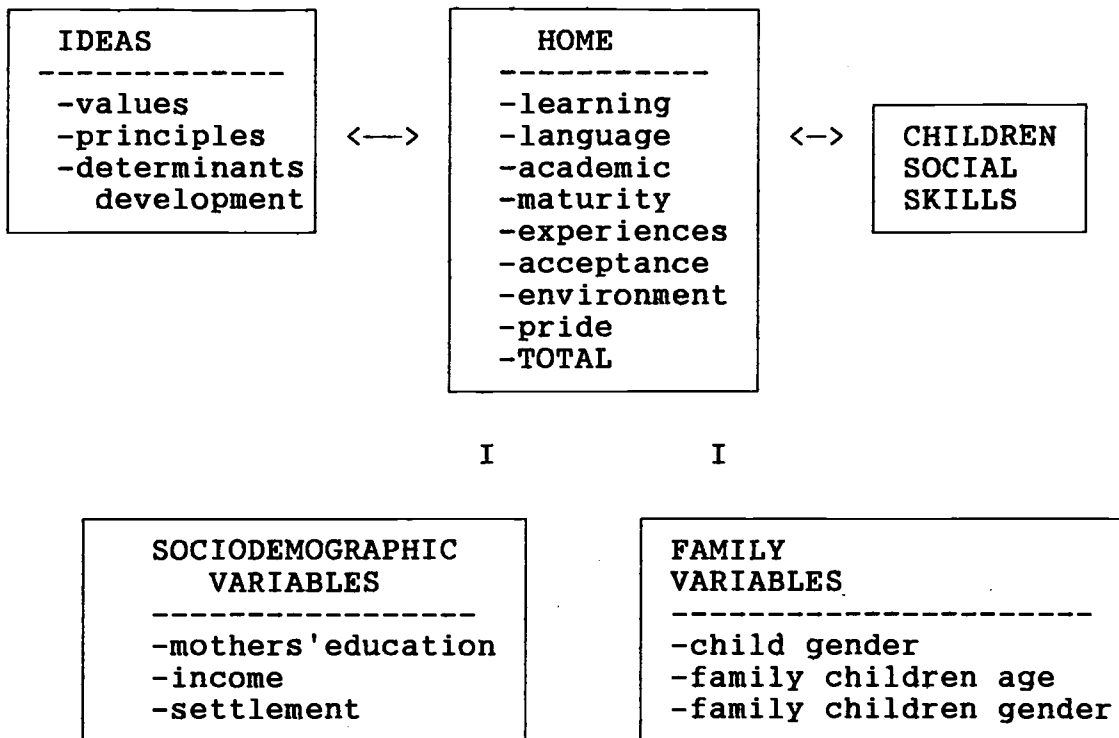 IDEAS
-------------
-values
-principles
-determinants
development
<-->
HOME
-----------
-learning
-language
-academic
-maturity
-experiences
-acceptance
-environment
-pride
-TOTAL
<->
CHILDREN
SOCIAL
SKILLS
I I
SOCIODEMOGRAPHIC
VARIABLES
-----------------
-mothers'education
-income
-settlement
FAMILY
VARIABLES
----------------------
-child gender
-family children age
-family children gender